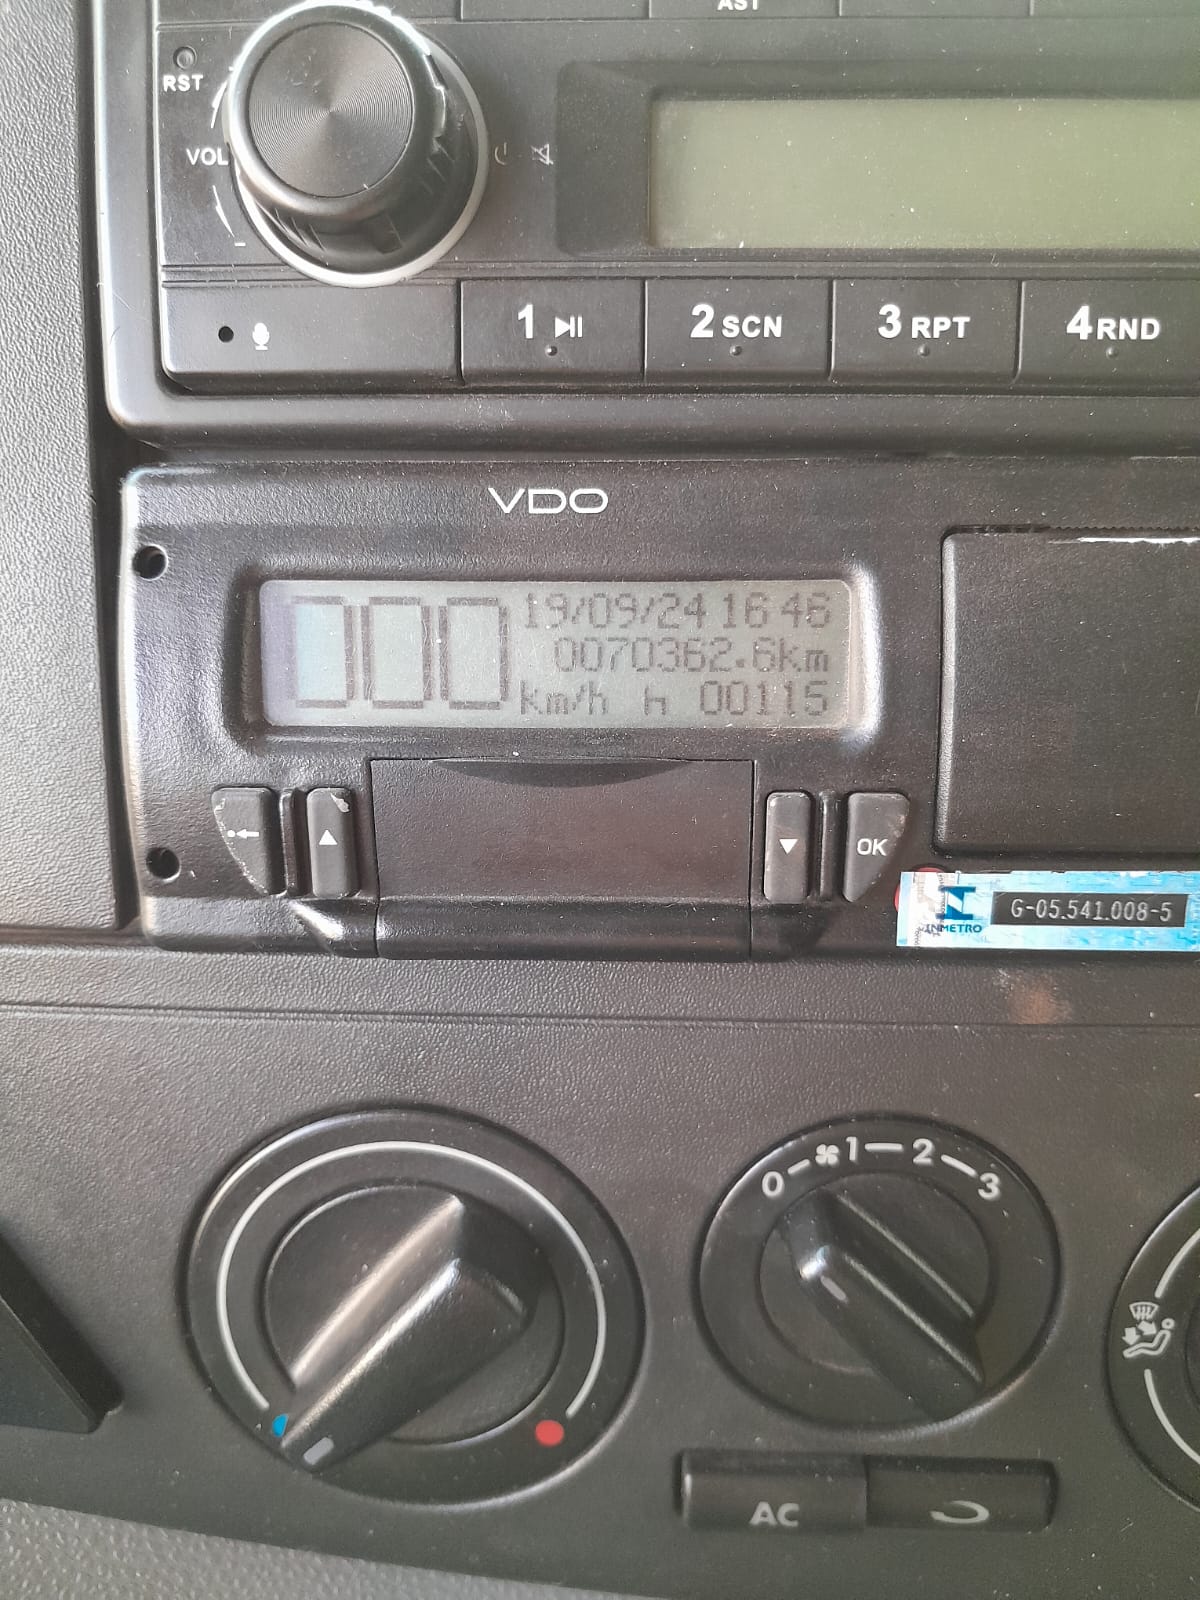 AST
RST
VOL
1 2 SCN 3 RPT 4 RND
VDO
000 19/09/24 16 46
0070362.6km
km/h h 00115
OK
INMETRO G-05.541.008-5
0 1 2 3
AC